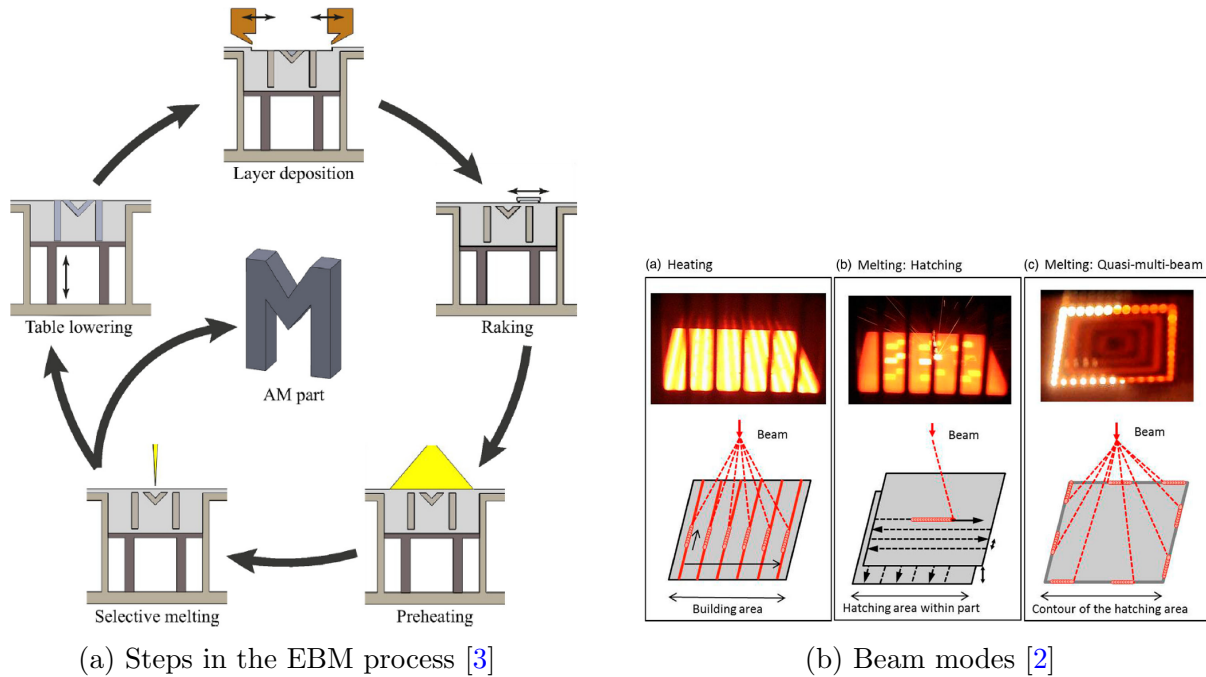 Layer deposition
Raking
Table lowering
AM part
Selective melting
Preheating
(a) Steps in the EBM process [3]
(a) Heating
(b) Melting: Hatching
(c) Melting: Quasi-multi-beam
Beam
Beam
Beam
Building area
Hatching area within part
Contour of the hatching area
(b) Beam modes [2]